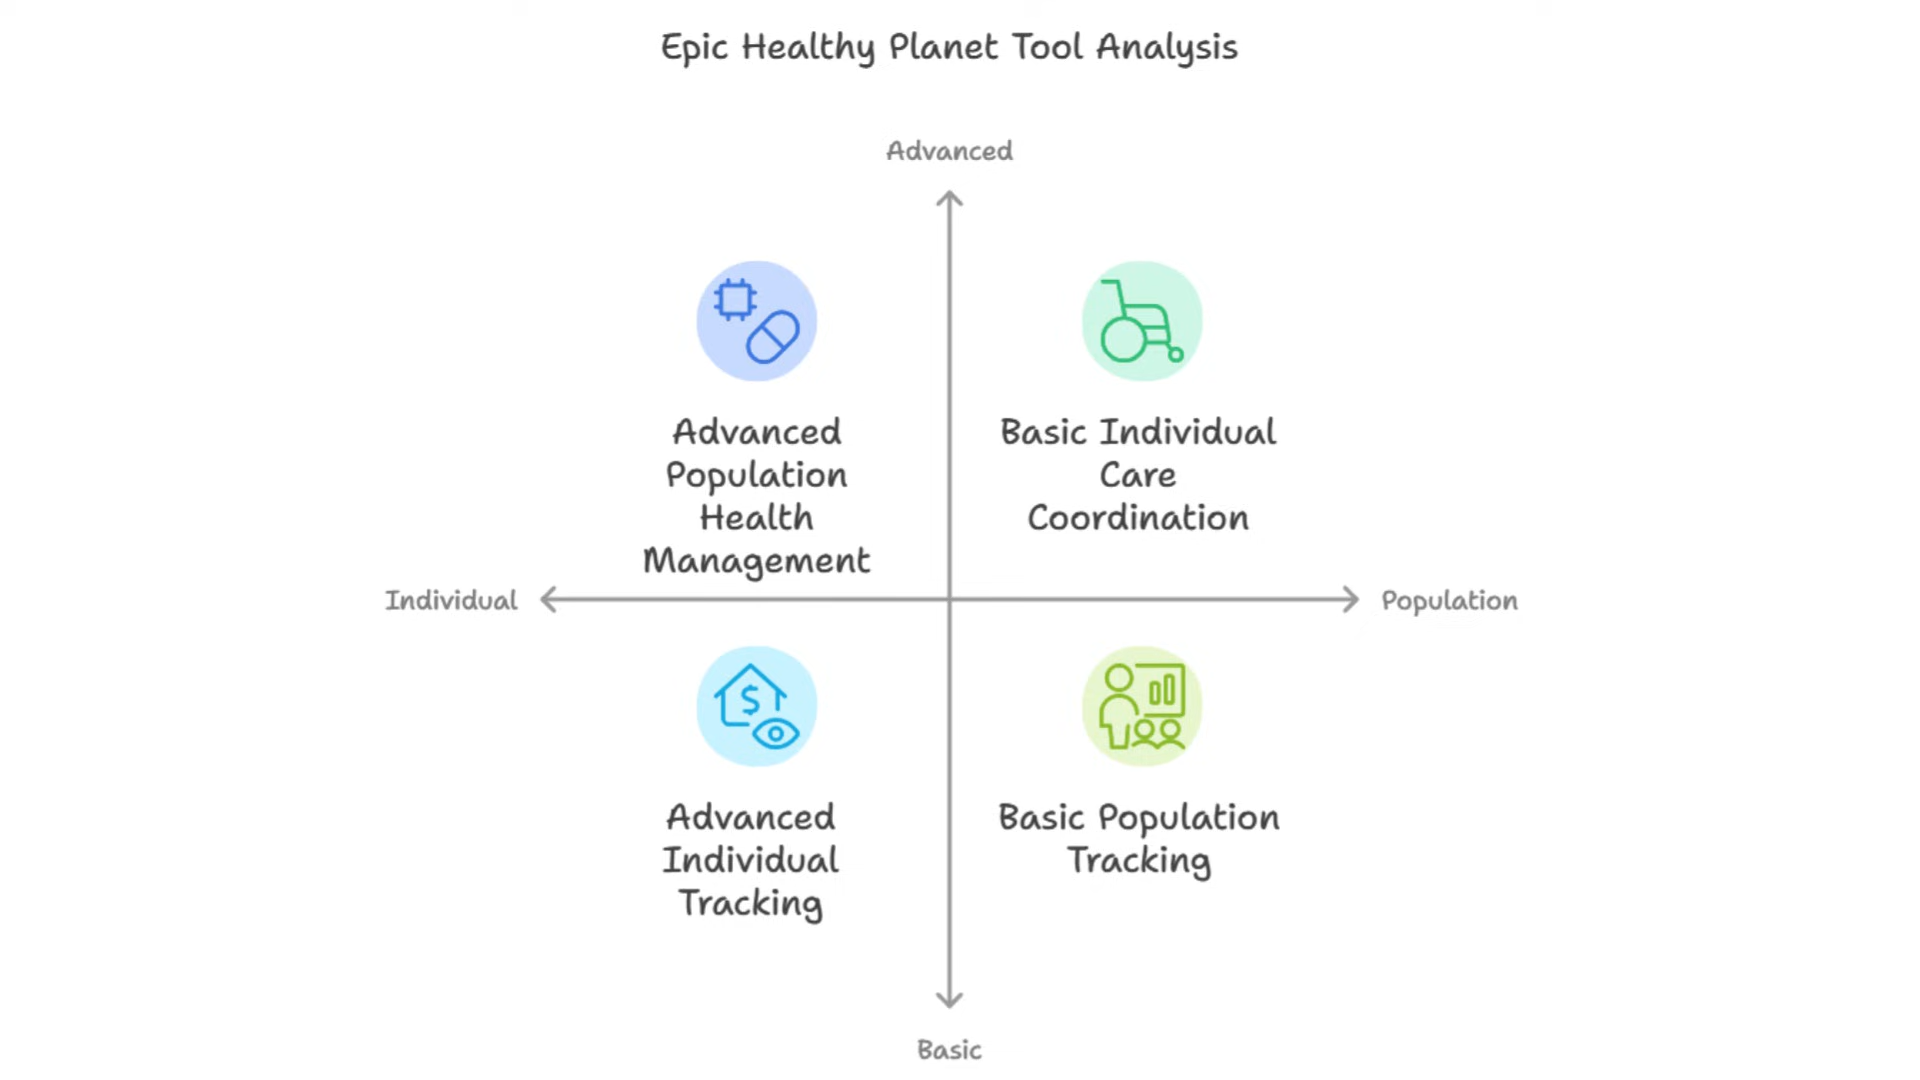 Epic Healthy Planet Tool Analysis
Advanced
Advanced
Population
Health
Management
Basic Individual
Care
Coordination
Individual
Population
$
Advanced
Individual
Tracking
Basic Population
Tracking
Basic